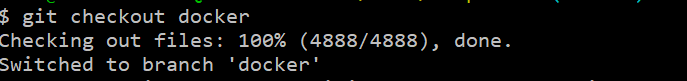 $ git checkout docker
Checking out files: 100% (4888/4888), done.
Switched to branch 'docker'